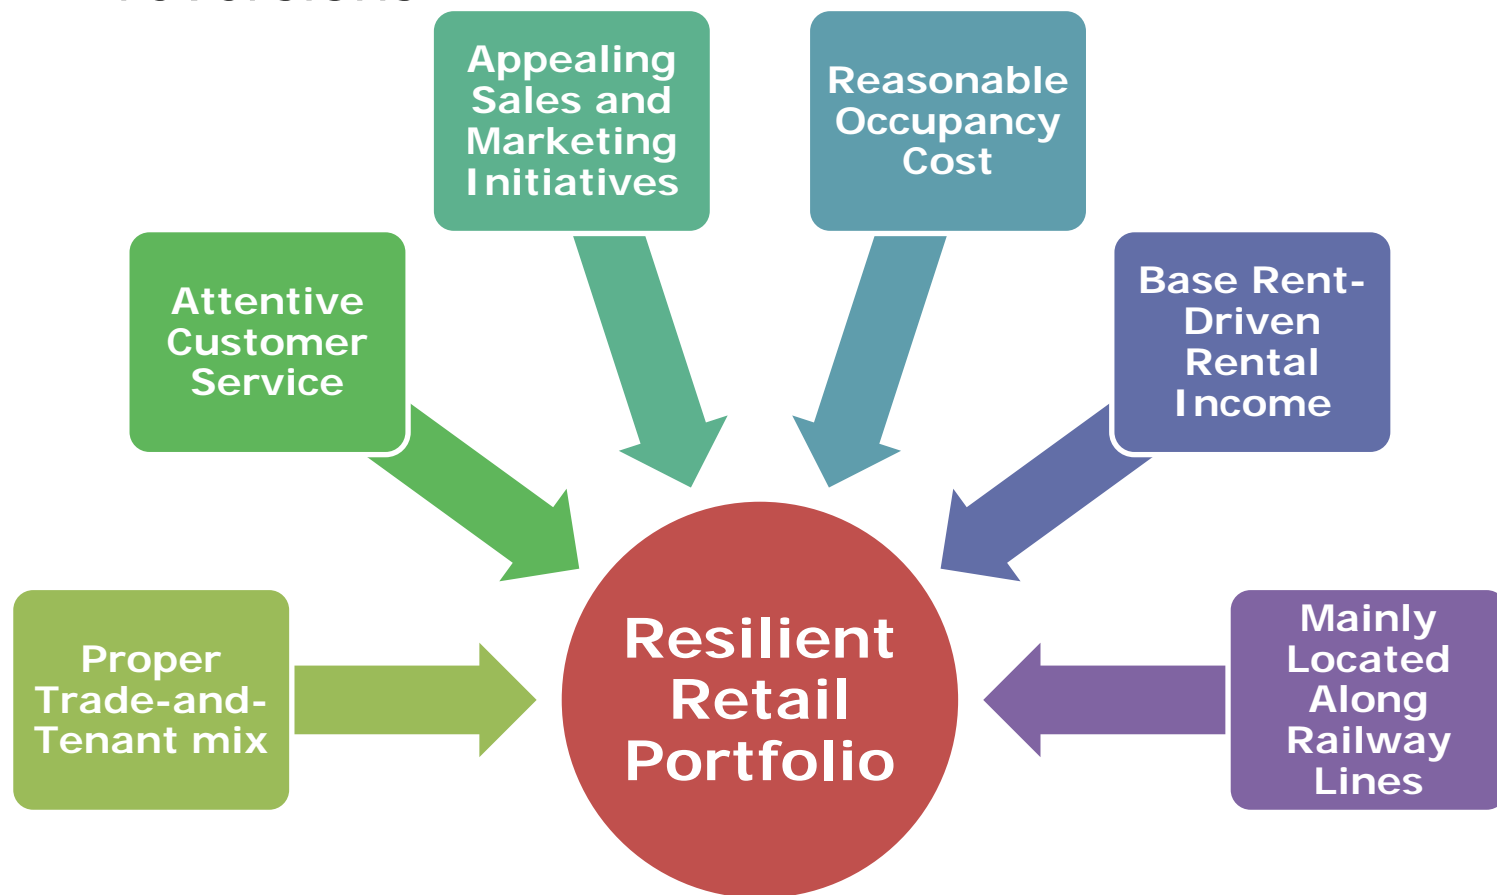 Appealing
Sales and
Marketing
Initiatives
Reasonable
Occupancy
Cost
Attentive
Customer
Service
Base Rent-
Driven
Rental
Income
Proper
Trade-and-
Tenant mix
Resilient
Retail
Portfolio
Mainly
Located
Along
Railway
Lines